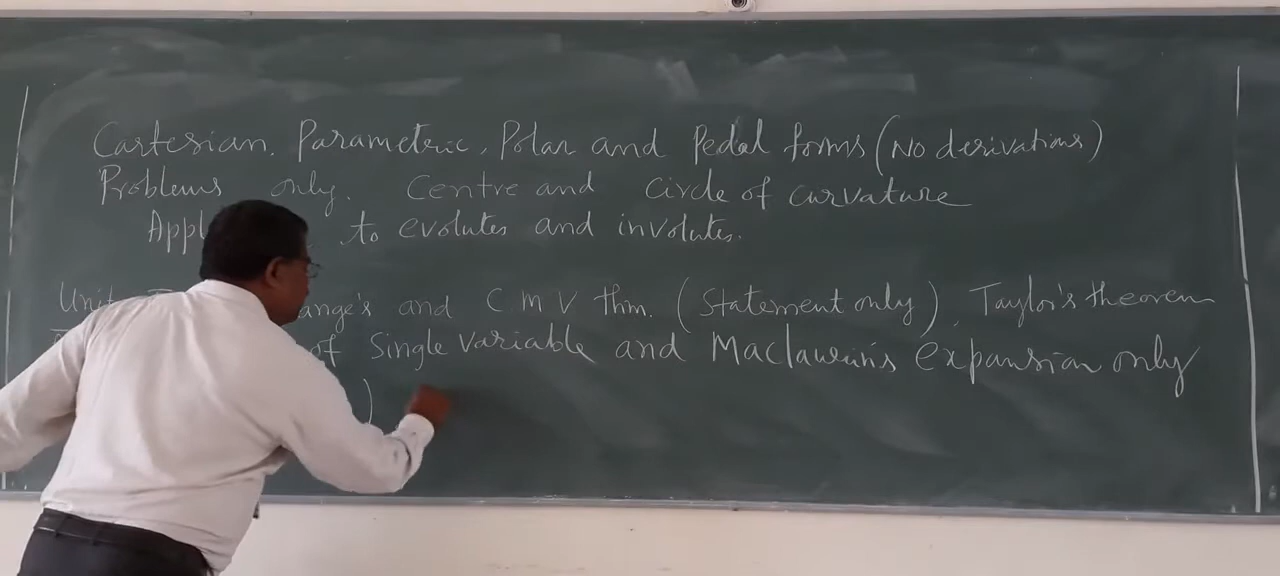 Cartesian, Parametric, Polar and Pedal forms (No derivations)
Problems only. Centre and Circle of curvature
Appl to evolutes and involutes.
Unit ange's and C M V thm. (Statement only), Taylor's theorem
of Single Variable and Maclaurin's expansion only
)